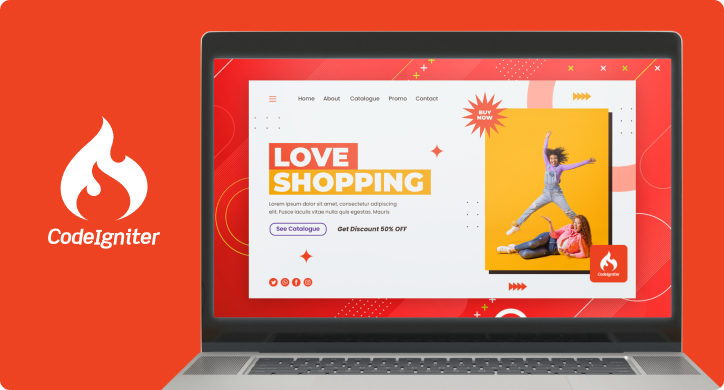 CodeIgniter
Home About Catalogue Promo Contact
BUY
NOW
LOVE
SHOPPING
Lorem ipsum dolor sit amet, consectetur adipiscing
elit. Fusce iaculis vitae nulla quis egestas. Mauris
See Catalogue
Get Discount 50% OFF
CodeIgniter